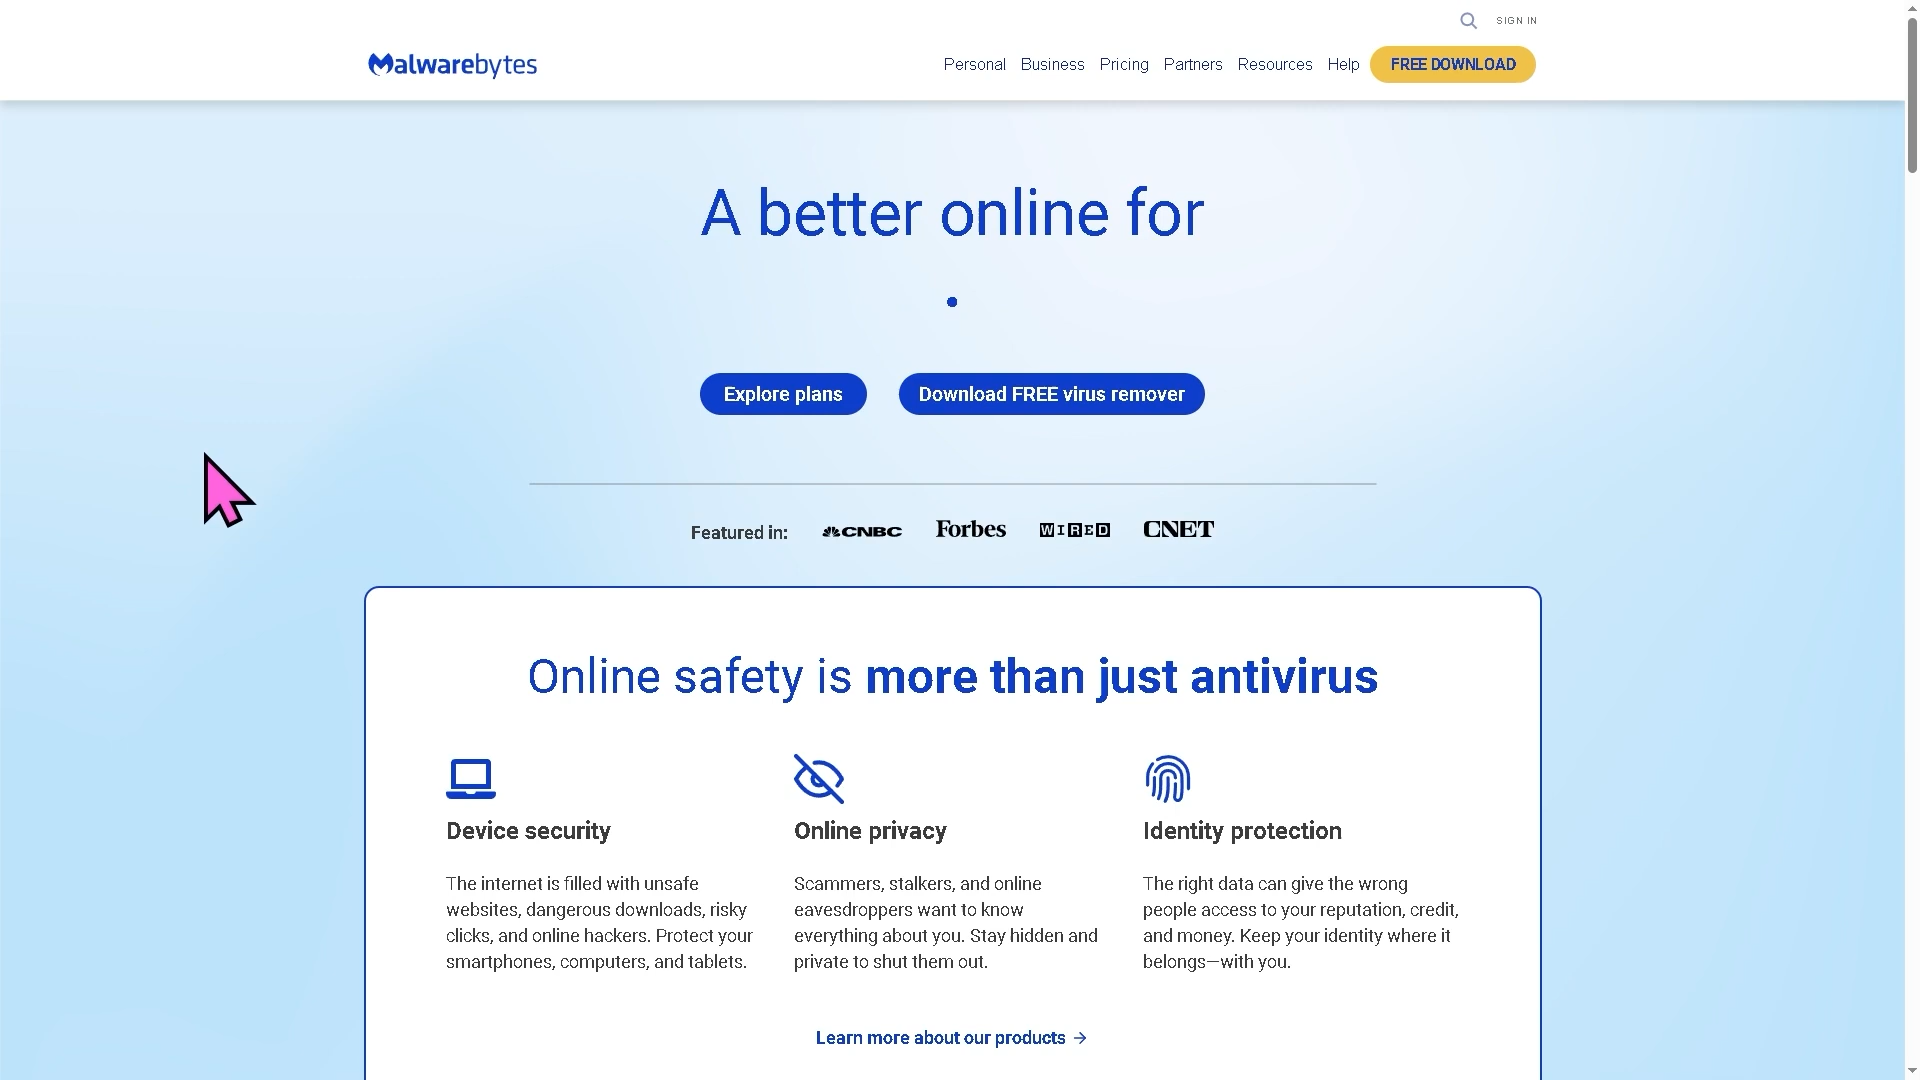 SIGN IN
Malwarebytes
Personal Business Pricing Partners Resources Help FREE DOWNLOAD
A better online for
.
Explore plans Download FREE virus remover
Featured in: CNBC Forbes WIRED CNET
Online safety is more than just antivirus
Device security
The internet is filled with unsafe
websites, dangerous downloads, risky
clicks, and online hackers. Protect your
smartphones, computers, and tablets.
Online privacy
Scammers, stalkers, and online
eavesdroppers want to know
everything about you. Stay hidden and
private to shut them out.
Identity protection
The right data can give the wrong
people access to your reputation, credit,
and money. Keep your identity where it
belongs—with you.
Learn more about our products →